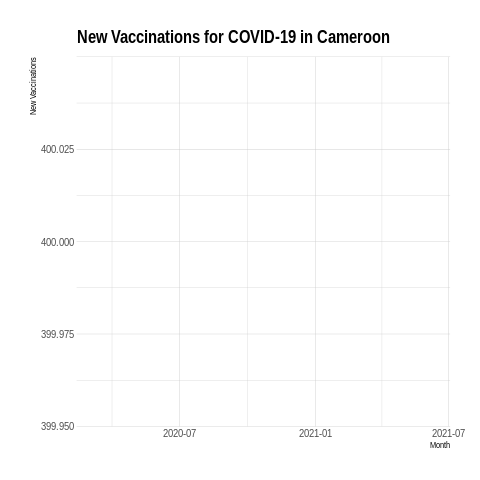 New Vaccinations for COVID-19 in Cameroon
New Vaccinations
400.025
400.000
399.975
399.950
2020-07 2021-01 2021-07
Month